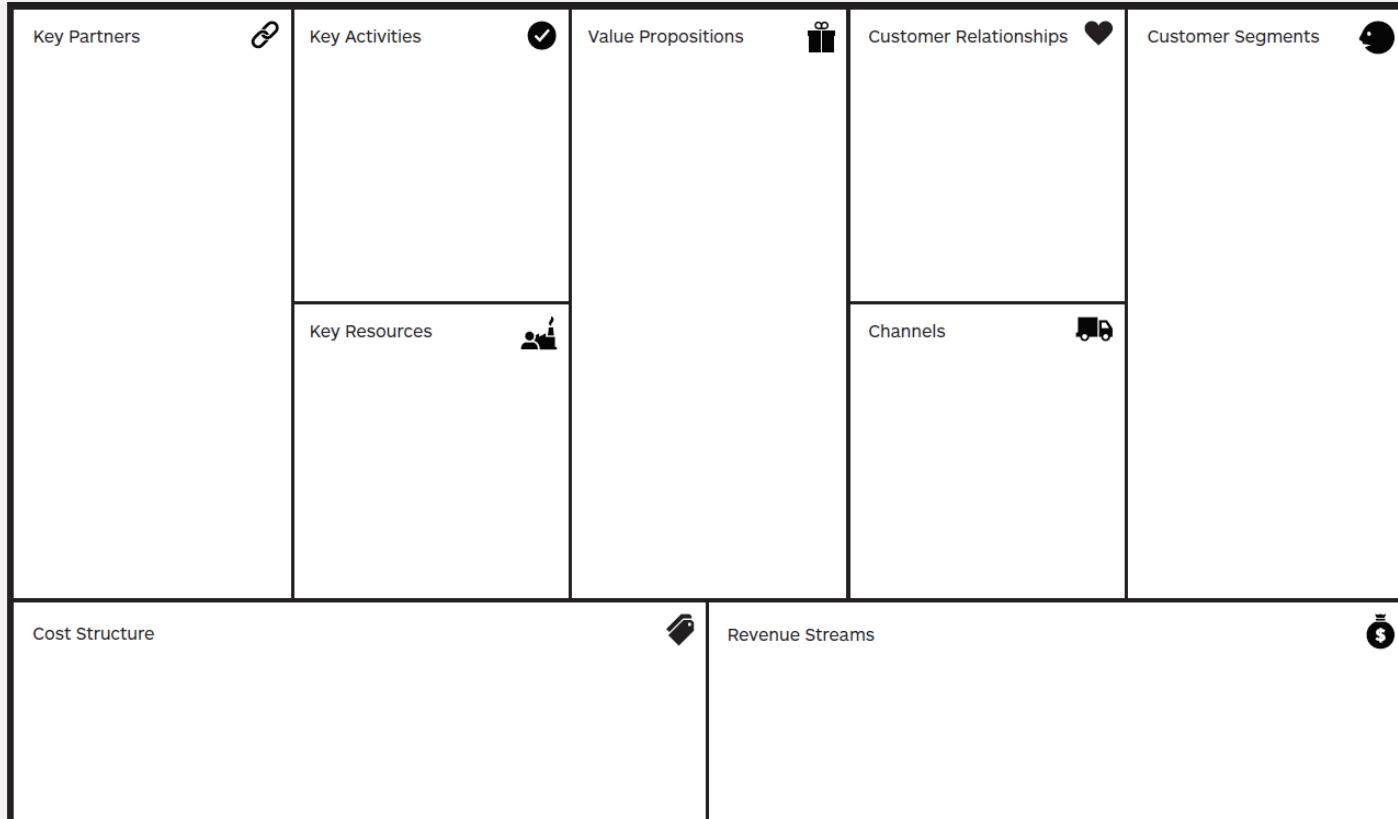 Key Partners
Key Activities
Value Propositions
Customer Relationships
Customer Segments
Key Resources
Channels
Cost Structure
Revenue Streams
$